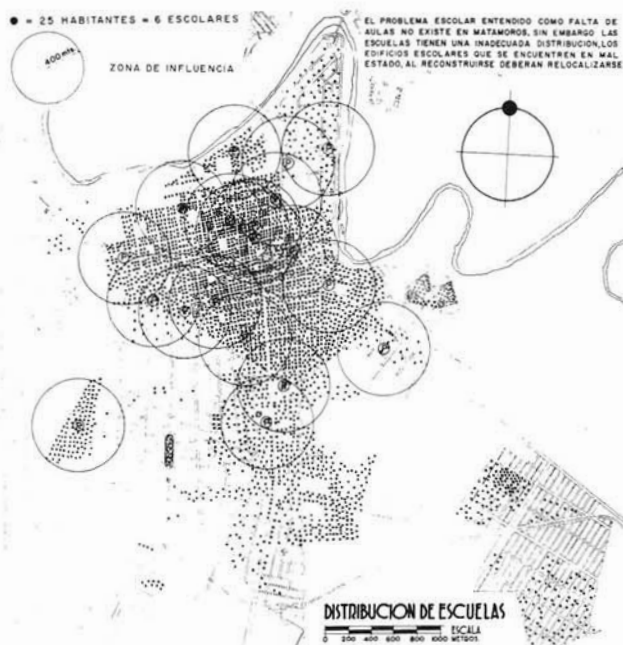 ● = 25 HABITANTES = 6 ESCOLARES
400 mts.
ZONA DE INFLUENCIA
EL PROBLEMA ESCOLAR ENTENDIDO COMO FALTA DE
AULAS NO EXISTE EN MATAMOROS, SIN EMBARGO LAS
ESCUELAS TIENEN UNA INADECUADA DISTRIBUCION, LOS
EDIFICIOS ESCOLARES QUE SE ENCUENTREN EN MAL
ESTADO, AL RECONSTRUIRSE DEBERAN RELOCALIZARSE
DISTRIBUCION DE ESCUELAS
ESCALA
0 200 400 600 800 1000 METROS